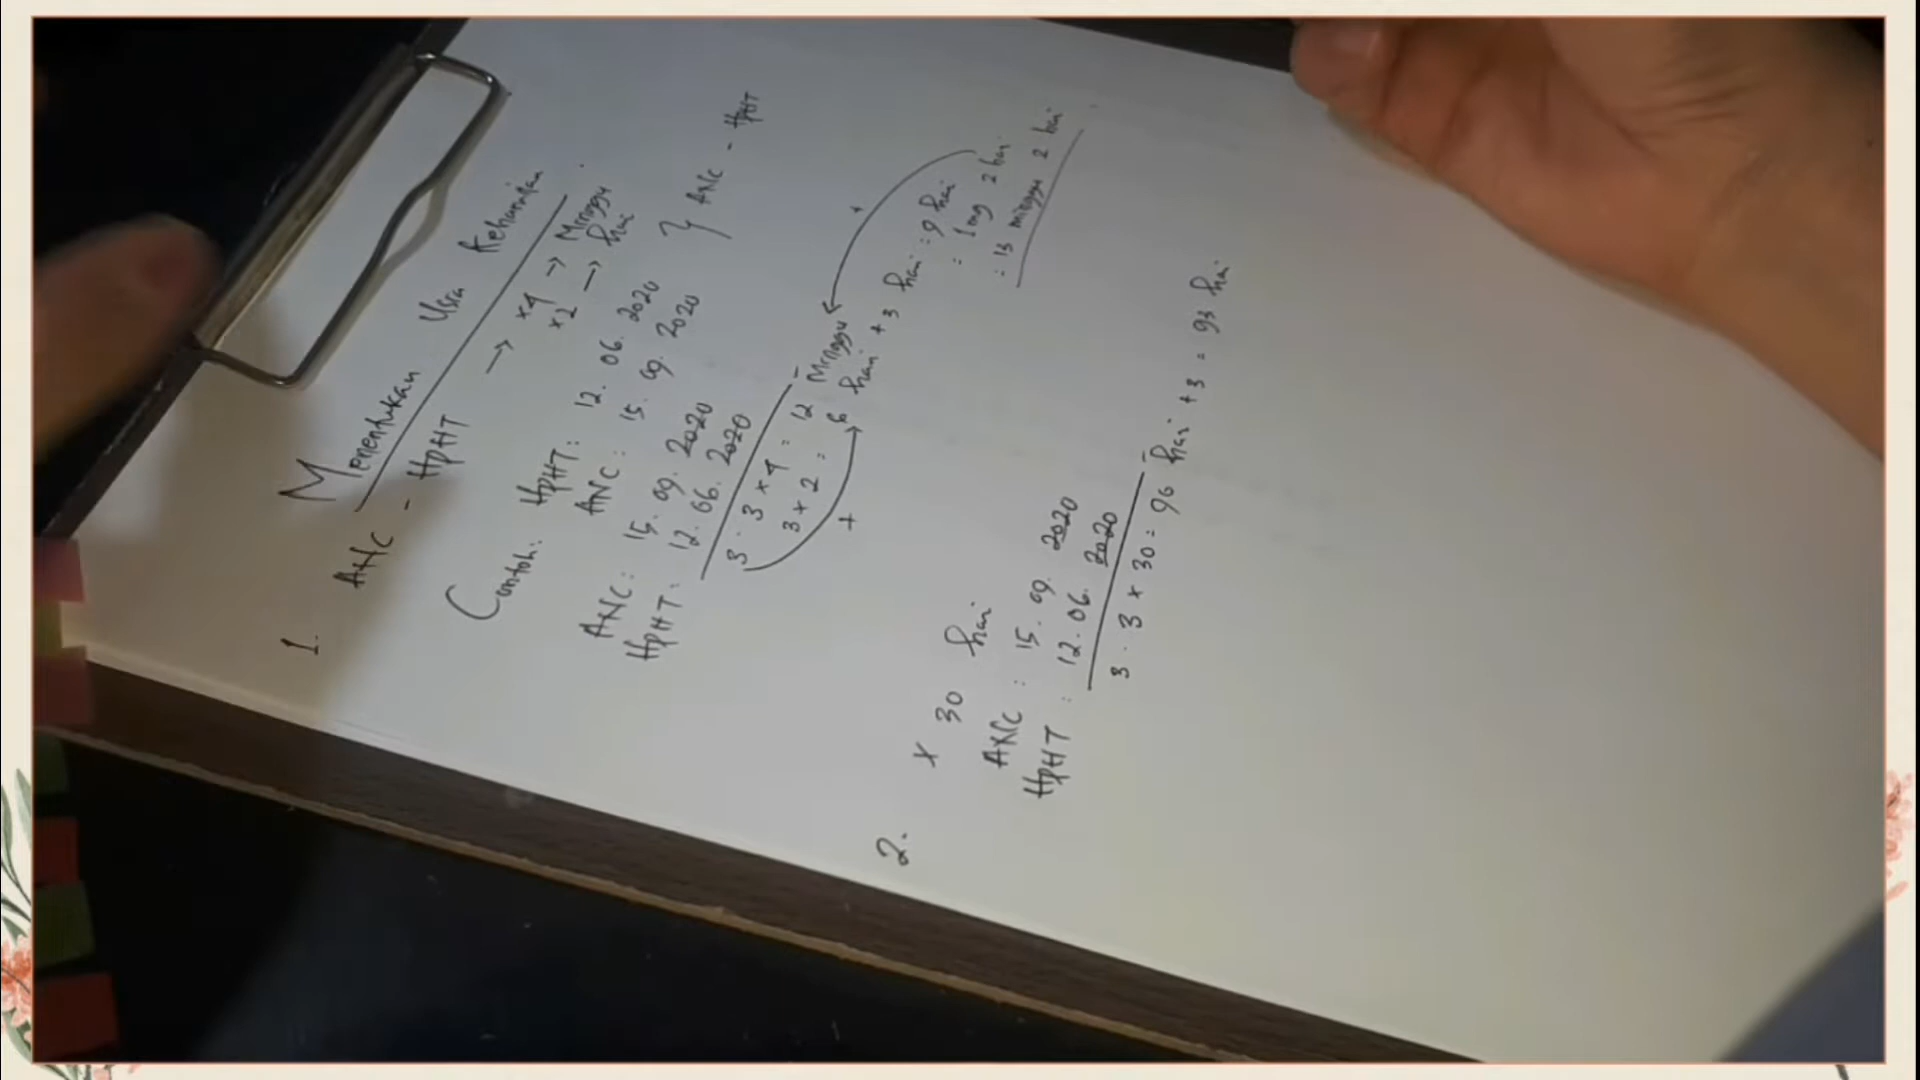 Menentukan Usia Kehamilan
1. ANC - HPHT → x4 → Minggu
x2 → hari
Contoh: HPHT: 12. 06. 2020
ANC: 15. 09. 2020 } ANC - HPHT
ANC: 15. 09. 2020
HPHT: 12. 06. 2020 -
3 . 3 x 4 = 12 Minggu
3 x 2 = 6 hari + 3 hari = 9 hari
= 1 mg 2 hari
= 13 minggu 2 hari
+
+
2. x 30 hari
ANC : 15. 09. 2020
HPHT : 12. 06. 2020 -
3 . 3 x 30 = 90 hari + 3 = 93 hari